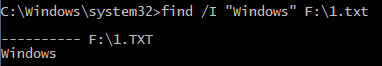 C:\Windows\system32>find /I "Windows" F:\1.txt
---------- F:\1.TXT
Windows